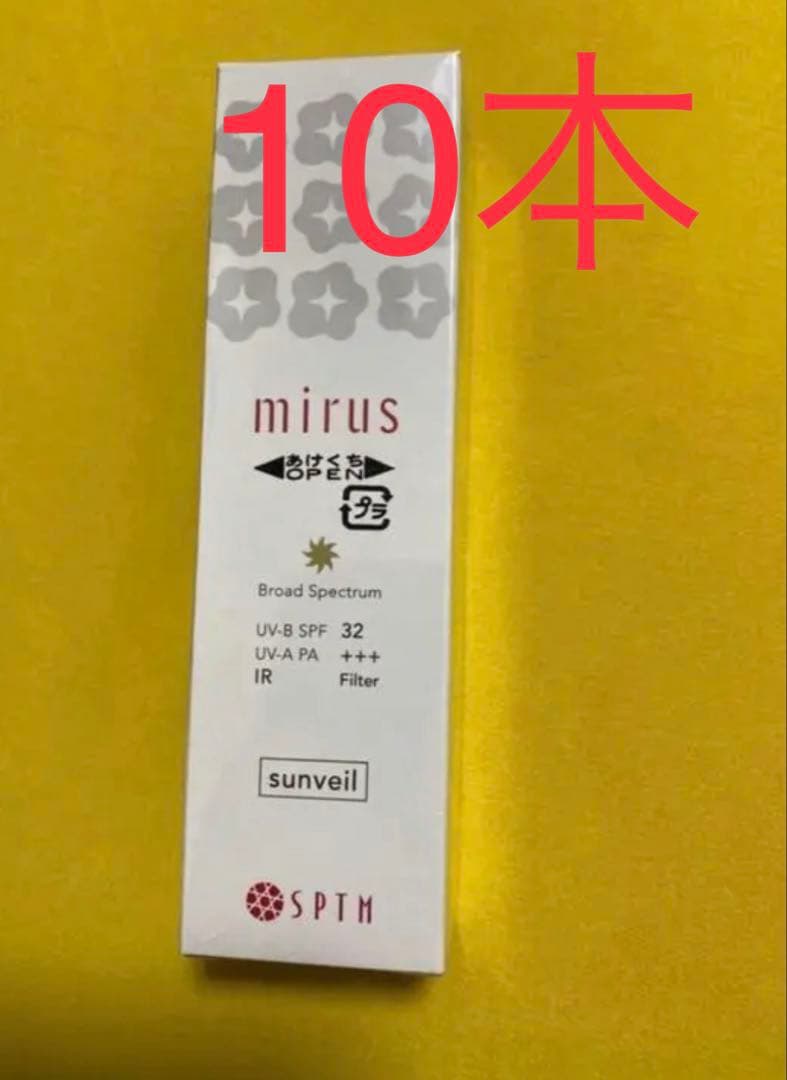 10本
mirus
あけくち
OPEN
プラ
Broad Spectrum
UV-B SPF 32
UV-A PA +++
IR Filter
sunveil
SPTM